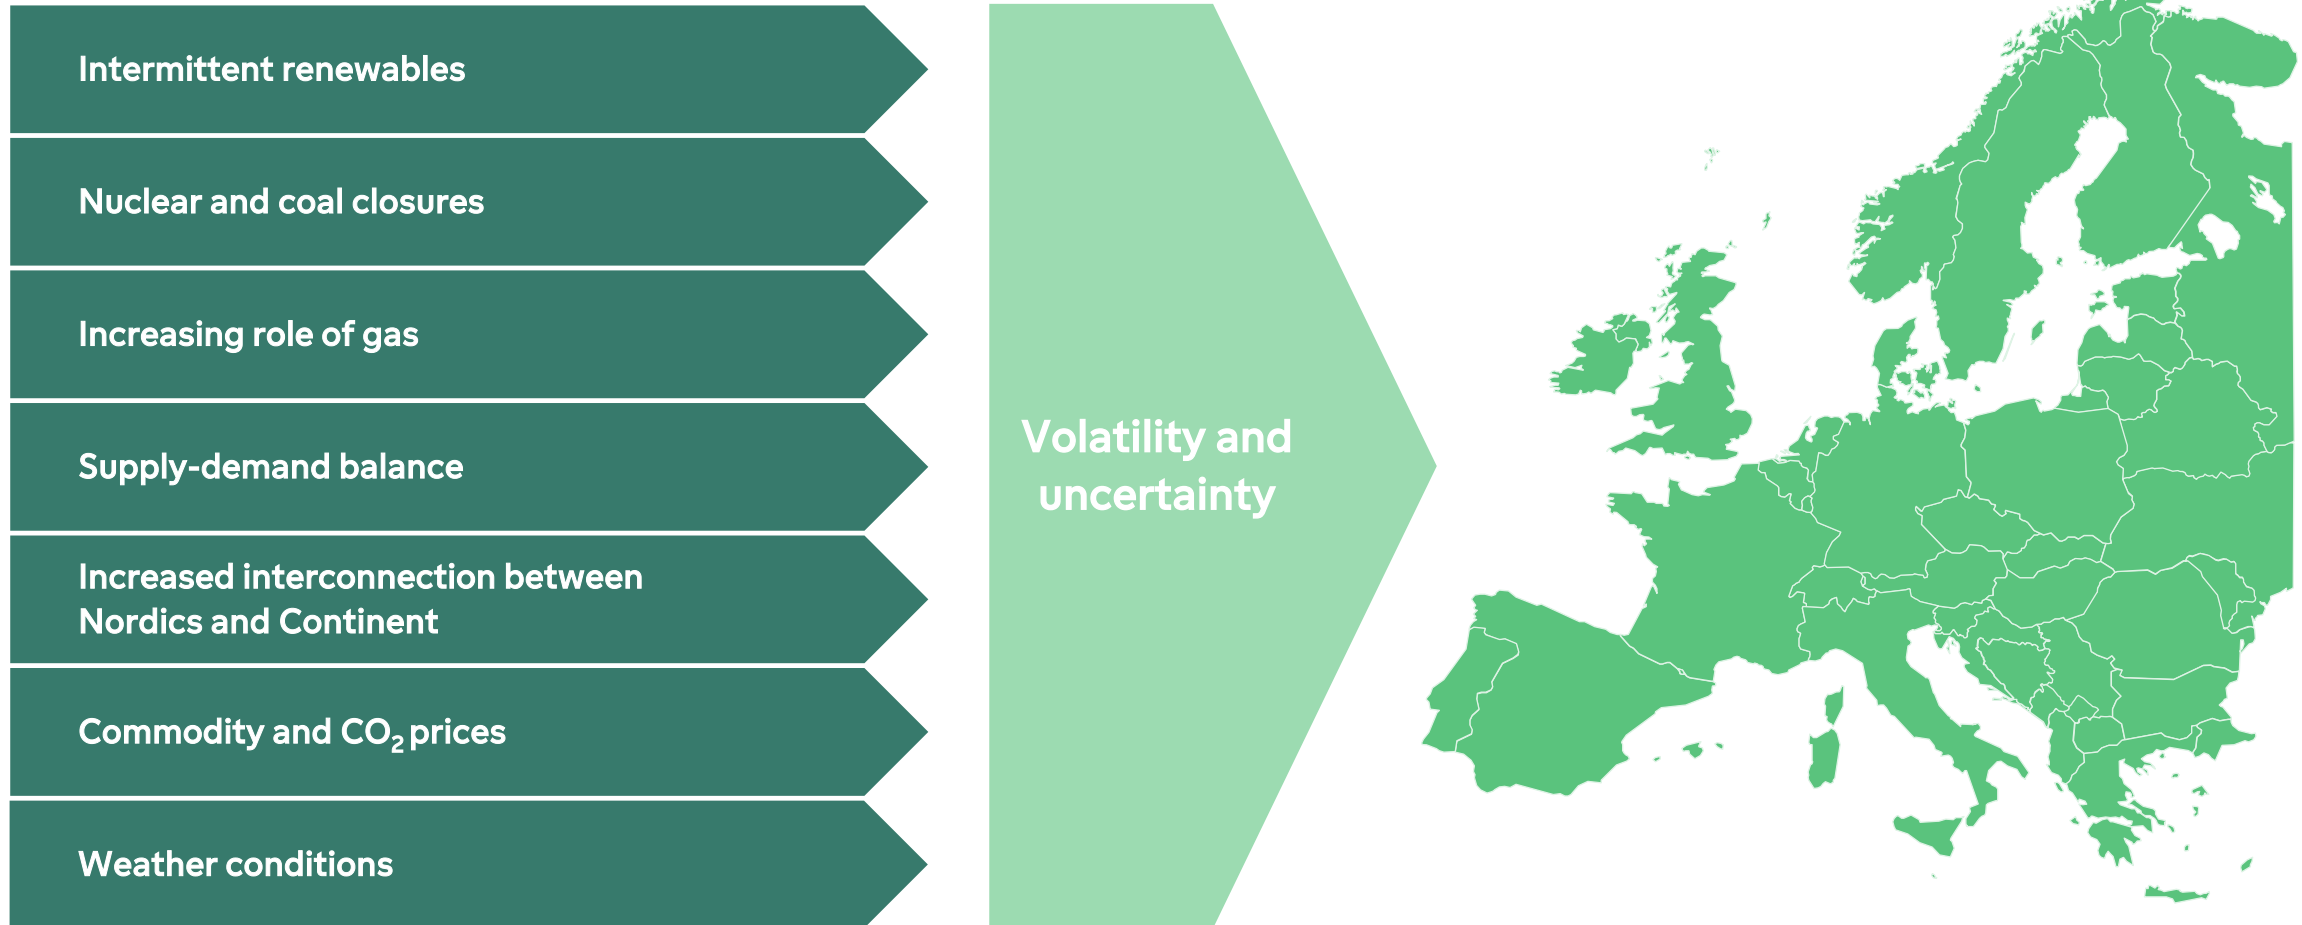 Intermittent renewables
Nuclear and coal closures
Increasing role of gas
Supply-demand balance
Increased interconnection between
Nordics and Continent
Commodity and CO₂ prices
Weather conditions
Volatility and
uncertainty